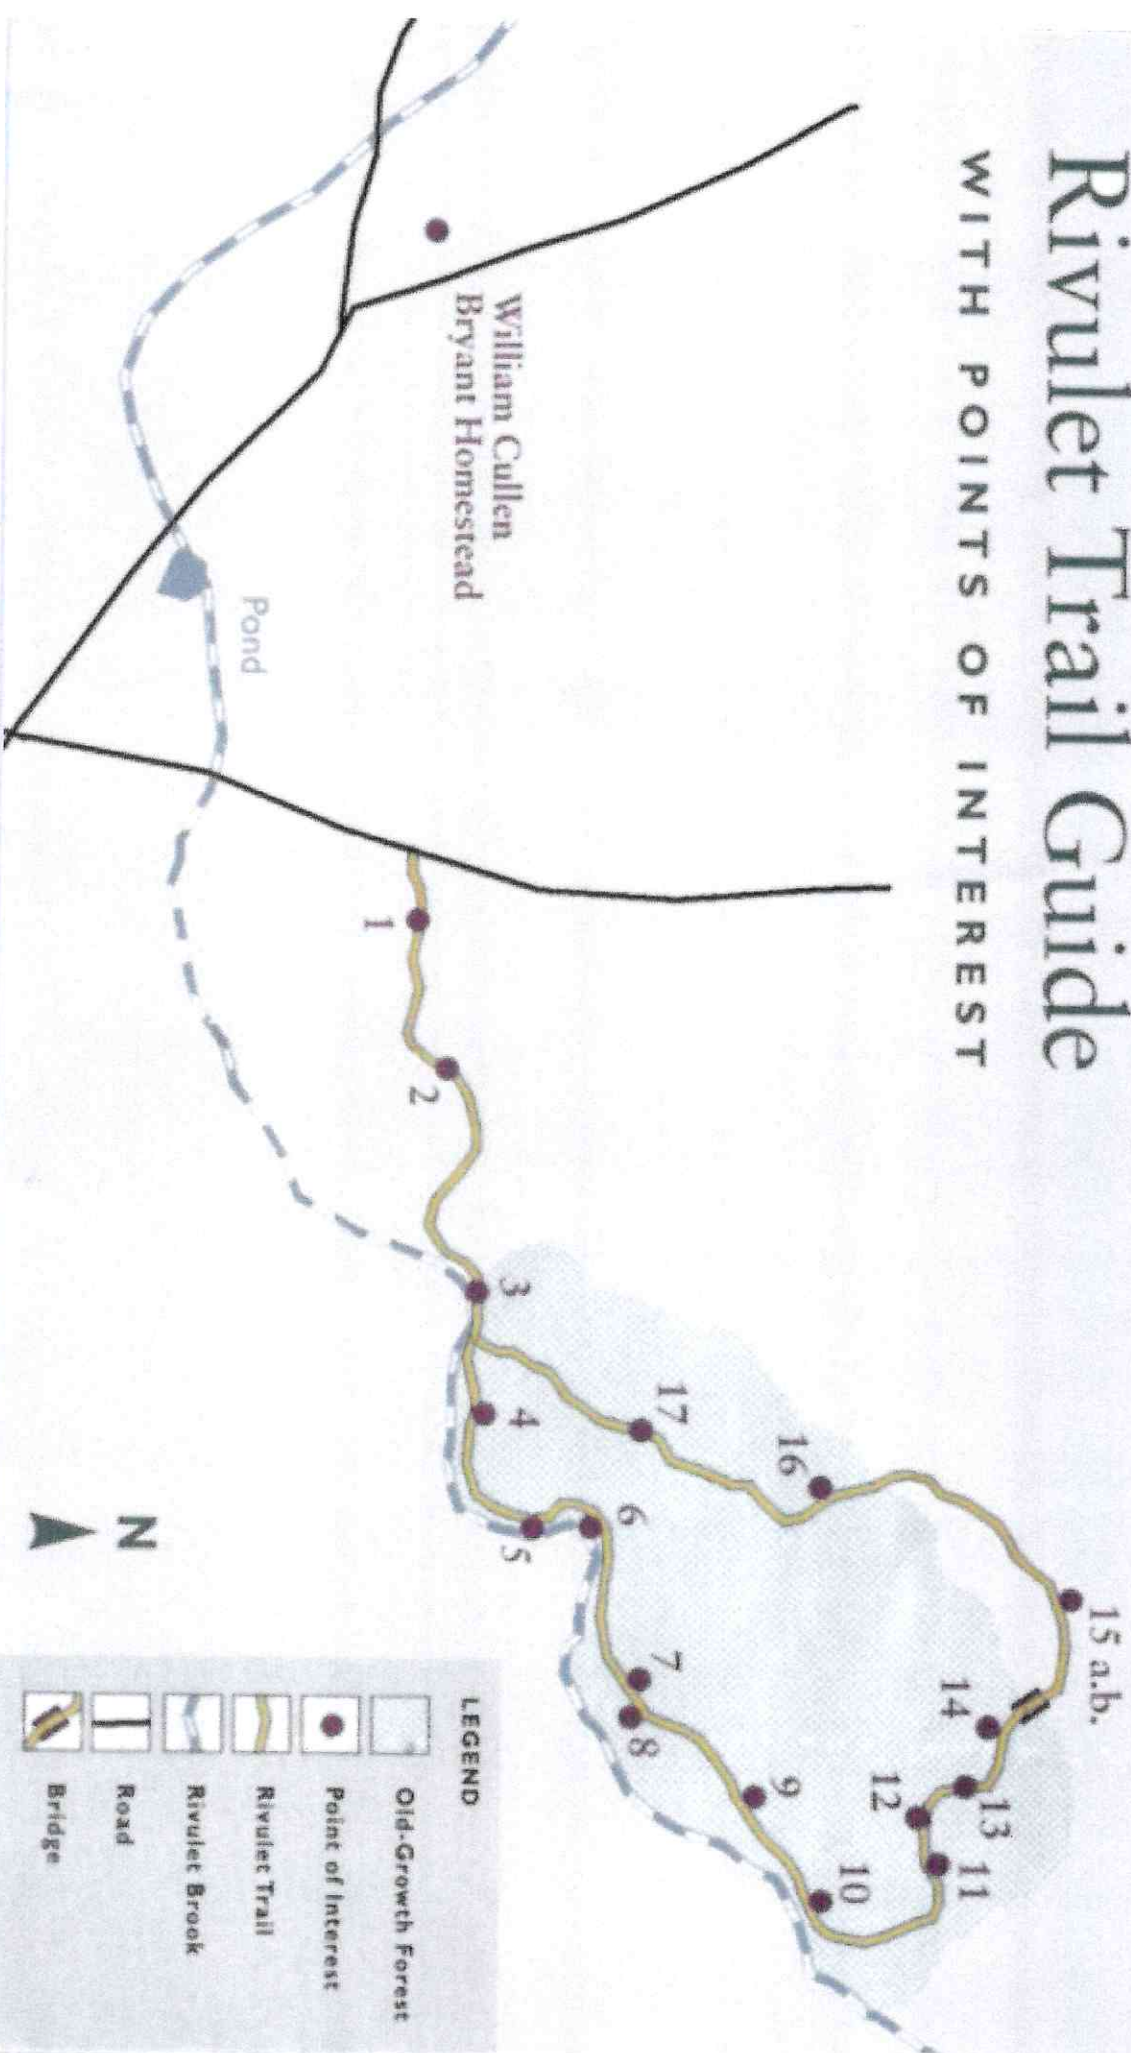 Rivulet Trail Guide
WITH POINTS OF INTEREST
William Cullen
Bryant Homestead
Pond
1
2
3
4
5
6
7
8
9
10
11
12
13
14
15 a.b.
16
17
N
LEGEND
Old-Growth Forest
Point of Interest
Rivulet Trail
Rivulet Brook
Road
Bridge